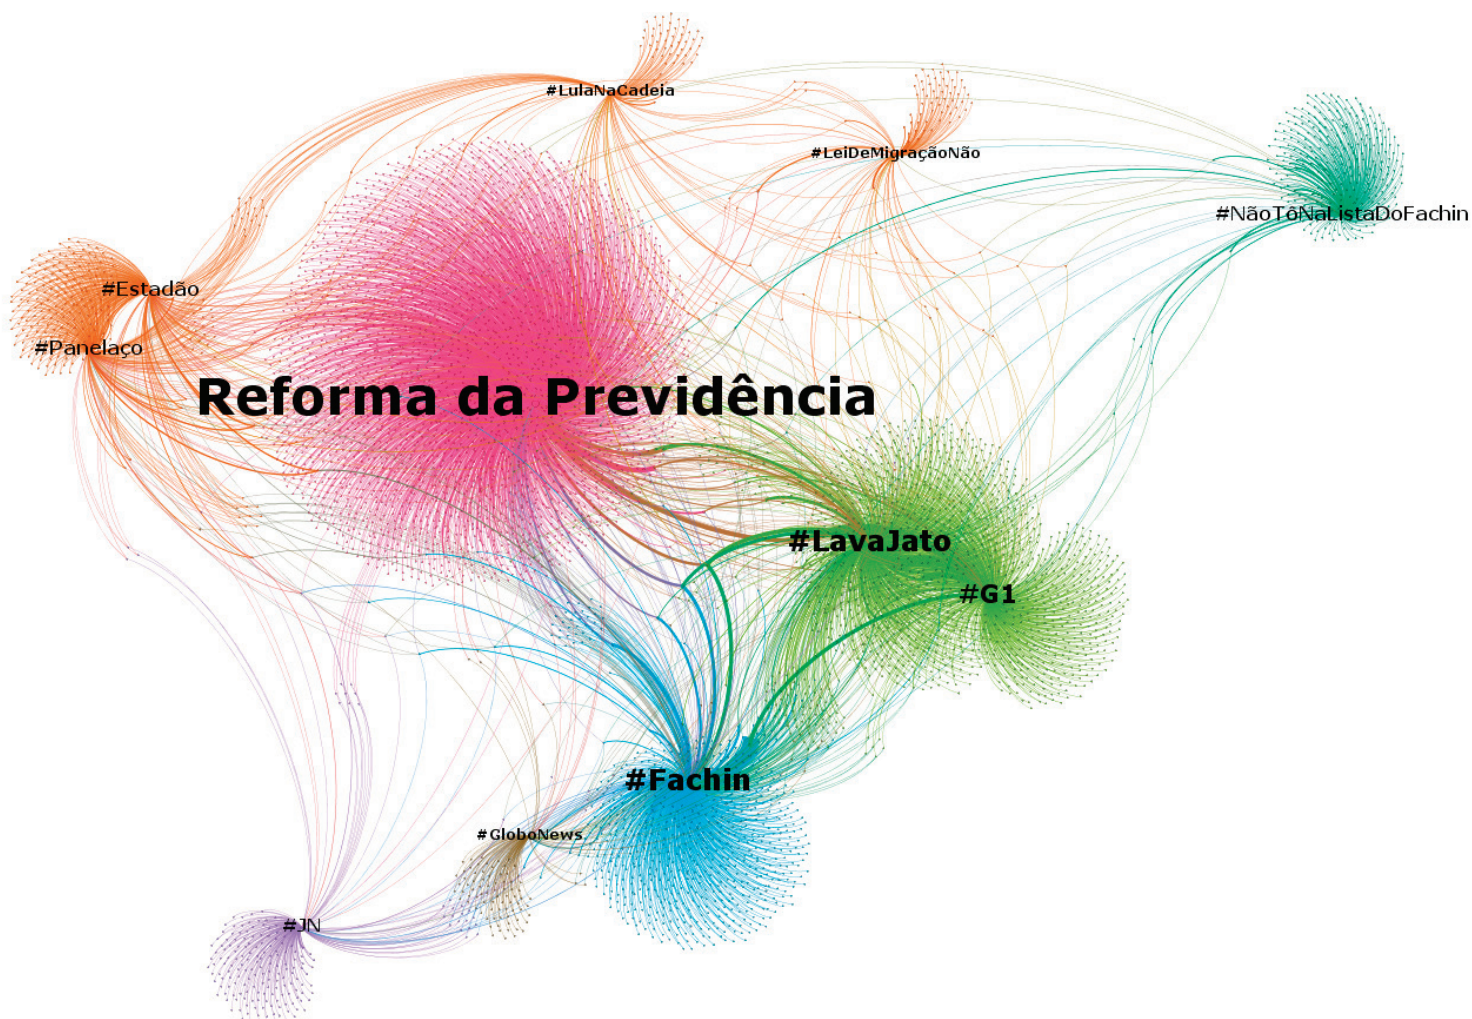 #LulaNaCadeia
#LeiDeMigraçãoNão
#NãoTôNaListaDoFachin
#Estadão
#Panelaço
Reforma da Previdência
#LavaJato
#G1
#Fachin
#GloboNews
#JN